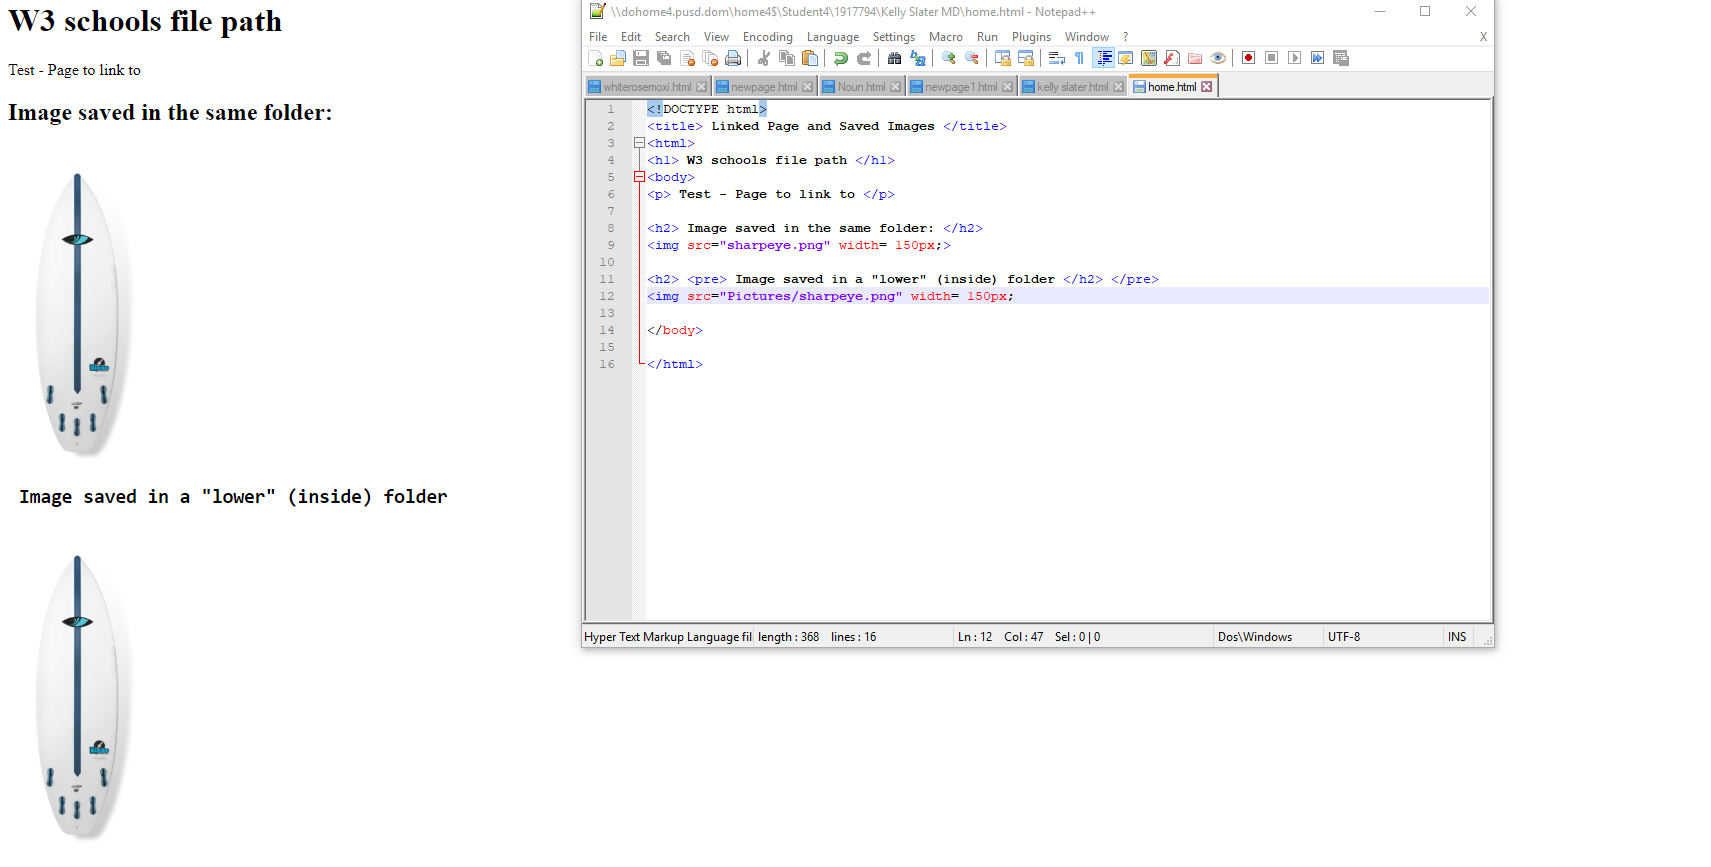 W3 schools file path
Test - Page to link to
Image saved in the same folder:
Image saved in a "lower" (inside) folder
\\dohome4.pusd.dom\home4$\Student4\1917794\Kelly Slater MD\home.html - Notepad++
File Edit Search View Encoding Language Settings Macro Run Plugins Window ? X
whiterosemoxi.html newpage.html Noun.html newpage1.html kelly slater.html home.html
1 <!DOCTYPE html>
2 <title> Linked Page and Saved Images </title>
3 <html>
4 <h1> W3 schools file path </h1>
5 <body>
6 <p> Test - Page to link to </p>
7
8 <h2> Image saved in the same folder: </h2>
9 <img src="sharpeye.png" width= 150px;>
10
11 <h2> <pre> Image saved in a "lower" (inside) folder </h2> </pre>
12 <img src="Pictures/sharpeye.png" width= 150px;
13
14 </body>
15
16 </html>
Hyper Text Markup Language fil length : 368 lines : 16 Ln : 12 Col : 47 Sel : 0 | 0 Dos\Windows UTF-8 INS